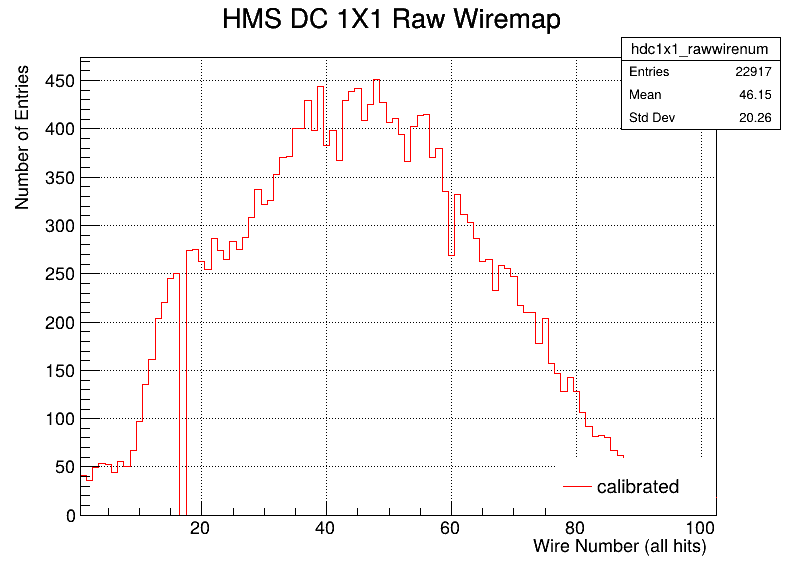 HMS DC 1X1 Raw Wiremap
hdc1x1_rawwirenum
Entries 22917
Mean 46.15
Std Dev 20.26
Number of Entries
450
400
350
300
250
200
150
100
50
0
20 40 60 80 100
Wire Number (all hits)
calibrated